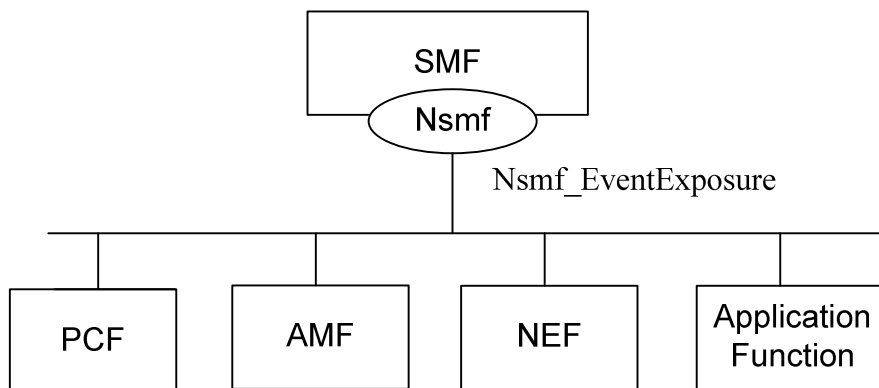 SMF
Nsmf
Nsmf_EventExposure
PCF
AMF
NEF
Application
Function